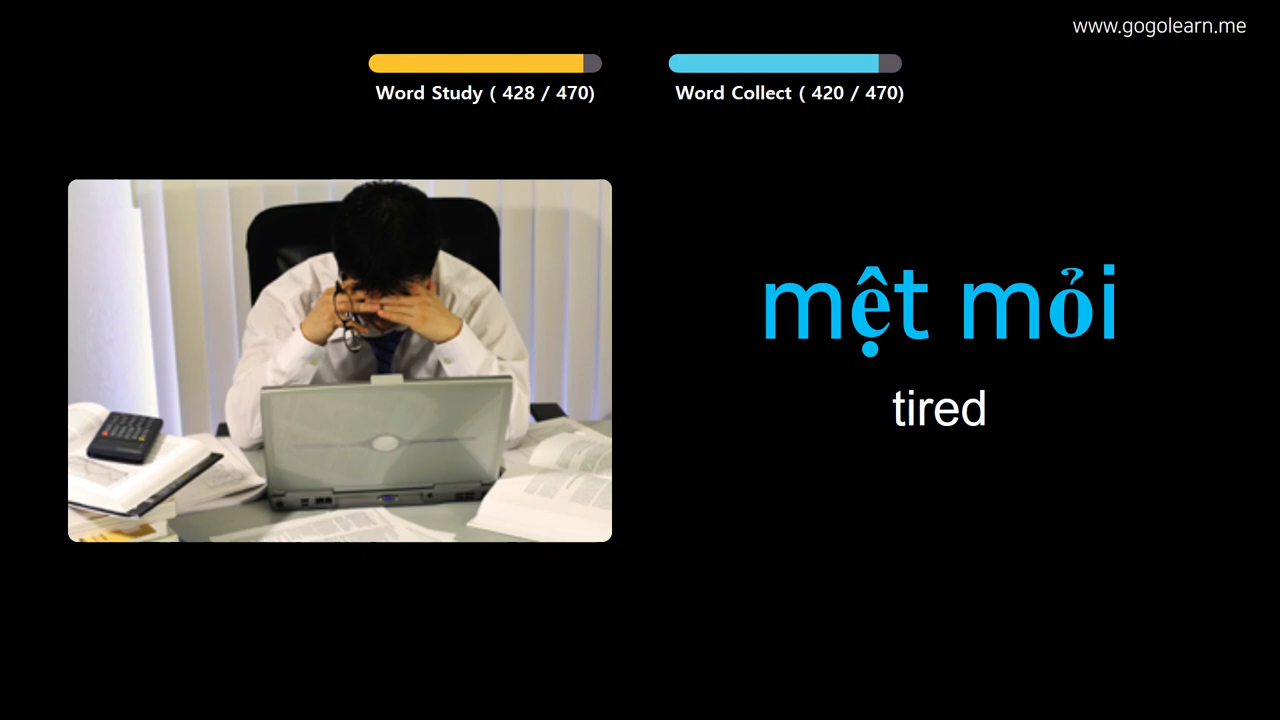 www.gogolearn.me
Word Study ( 428 / 470)
Word Collect ( 420 / 470)
mệt mỏi
tired